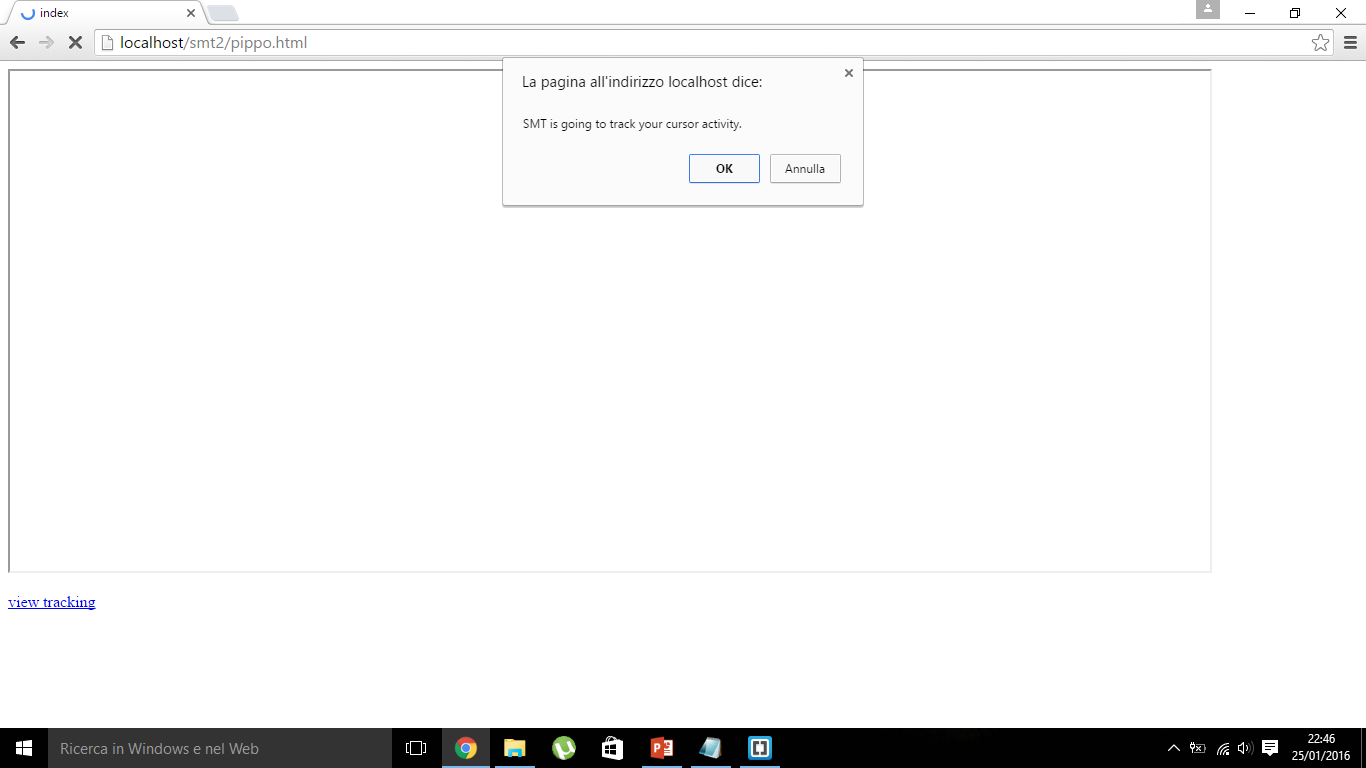 index
localhost/smt2/pippo.html
La pagina all'indirizzo localhost dice:
SMT is going to track your cursor activity.
OK
Annulla
view tracking
Ricerca in Windows e nel Web
22:46
25/01/2016